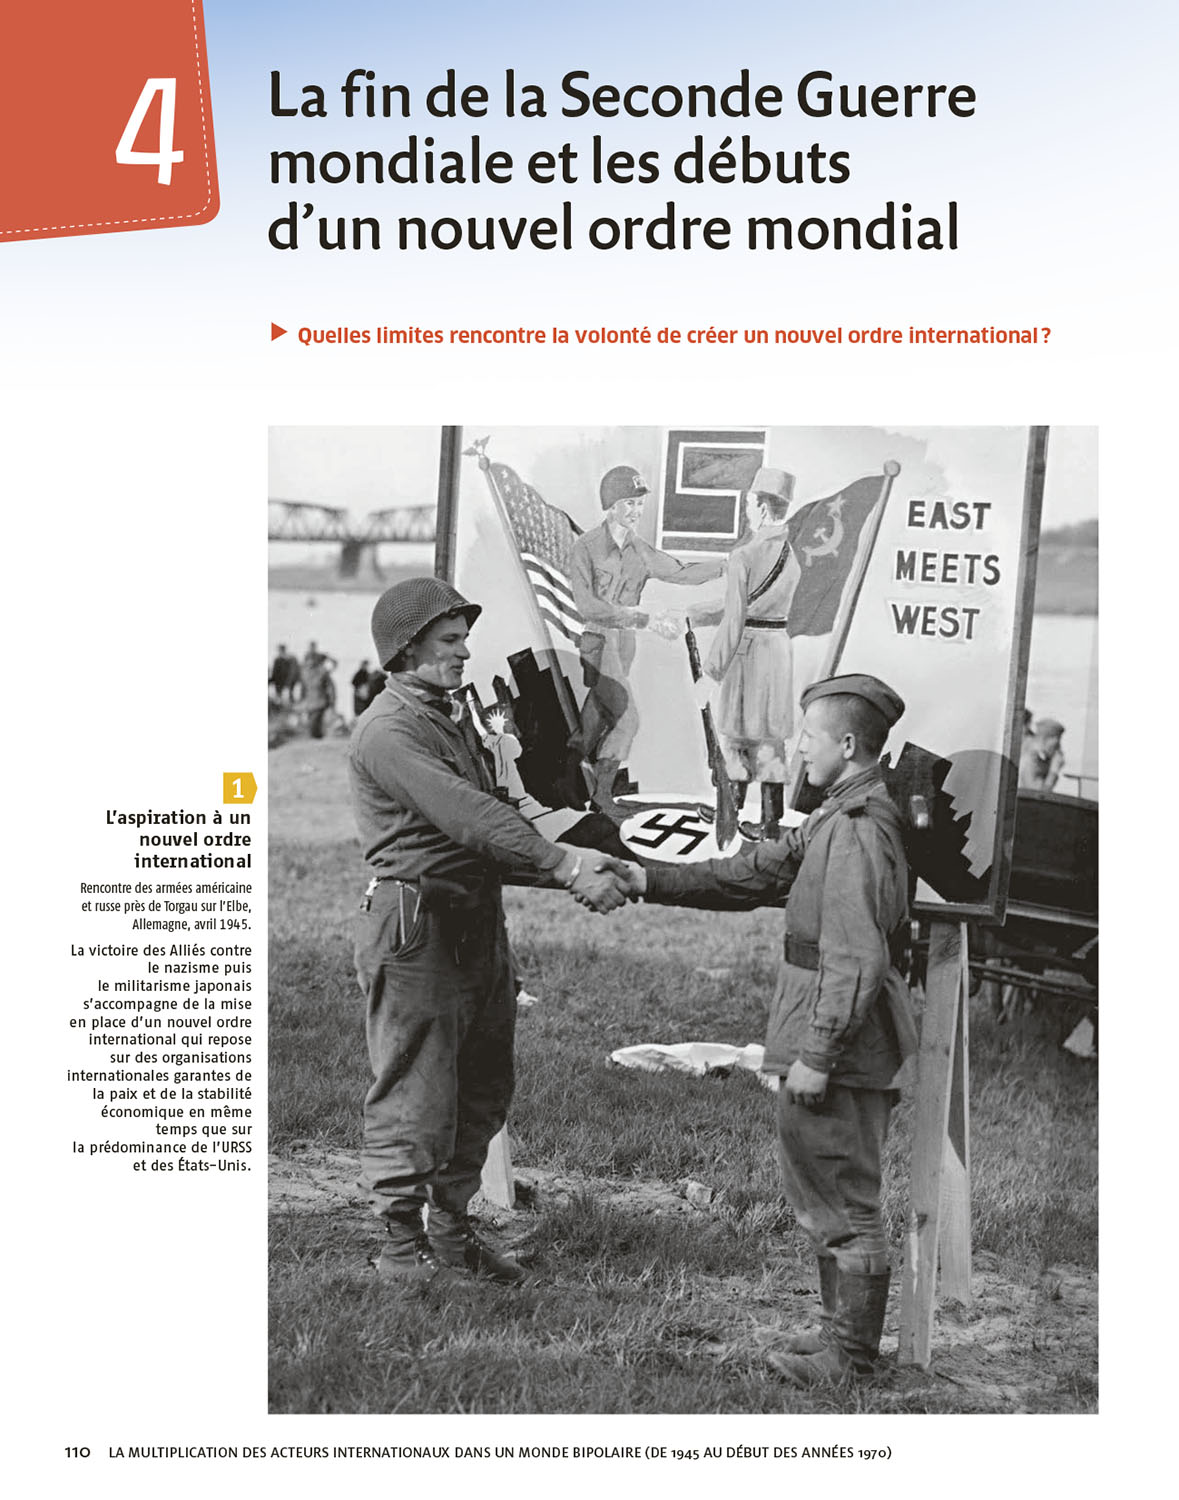 4
La fin de la Seconde Guerre
mondiale et les débuts
d’un nouvel ordre mondial
▶ Quelles limites rencontre la volonté de créer un nouvel ordre international ?
EAST
MEETS
WEST
1
L’aspiration à un
nouvel ordre
international
Rencontre des armées américaine
et russe près de Torgau sur l’Elbe,
Allemagne, avril 1945.
La victoire des Alliés contre
le nazisme puis
le militarisme japonais
s’accompagne de la mise
en place d’un nouvel ordre
international qui repose
sur des organisations
internationales garantes de
la paix et de la stabilité
économique en même
temps que sur
la prédominance de l’URSS
et des États-Unis.
110 LA MULTIPLICATION DES ACTEURS INTERNATIONAUX DANS UN MONDE BIPOLAIRE (DE 1945 AU DÉBUT DES ANNÉES 1970)